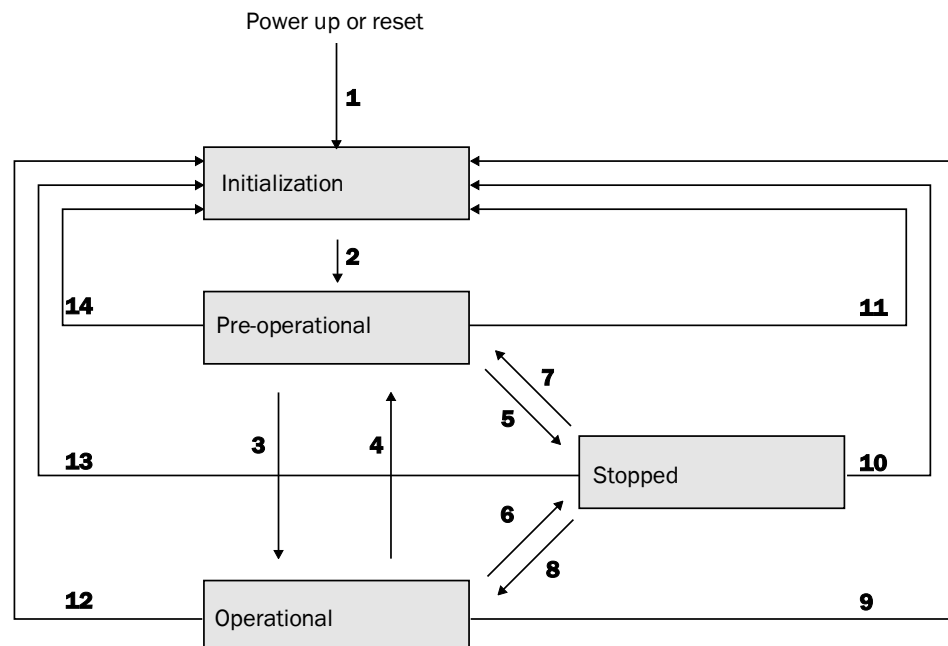 Power up or reset
1
Initialization
2
14
11
Pre-operational
7
5
3
4
13
10
Stopped
6
8
12
9
Operational